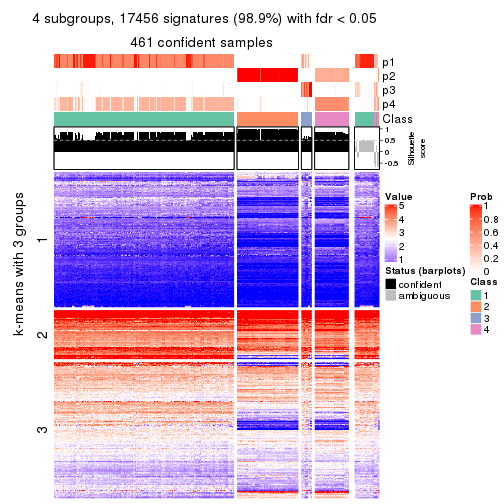 4 subgroups, 17456 signatures (98.9%) with fdr < 0.05
461 confident samples
p1
p2
p3
p4
Class
1
0.5
0
-0.5
Silhouette
score
k-means with 3 groups
1
2
3
Value
5
4
3
2
1
Status (barplots)
confident
ambiguous
Prob
1
0.8
0.6
0.4
0.2
0
Class
1
2
3
4